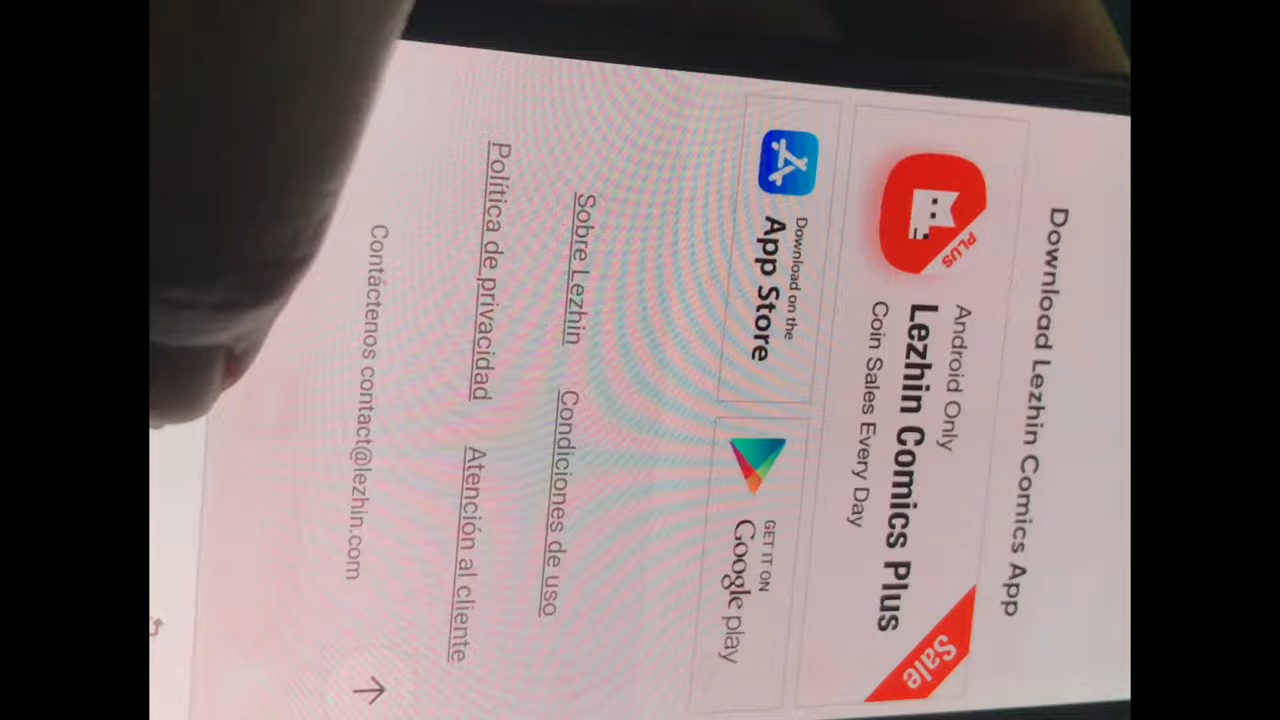 Download Lezhin Comics App
PLUS
Android Only
Lezhin Comics Plus
Coin Sales Every Day
Sale
Download on the
App Store
GET IT ON
Google play
Sobre Lezhin
Condiciones de uso
Política de privacidad
Atención al cliente
Contáctenos contact@lezhin.com